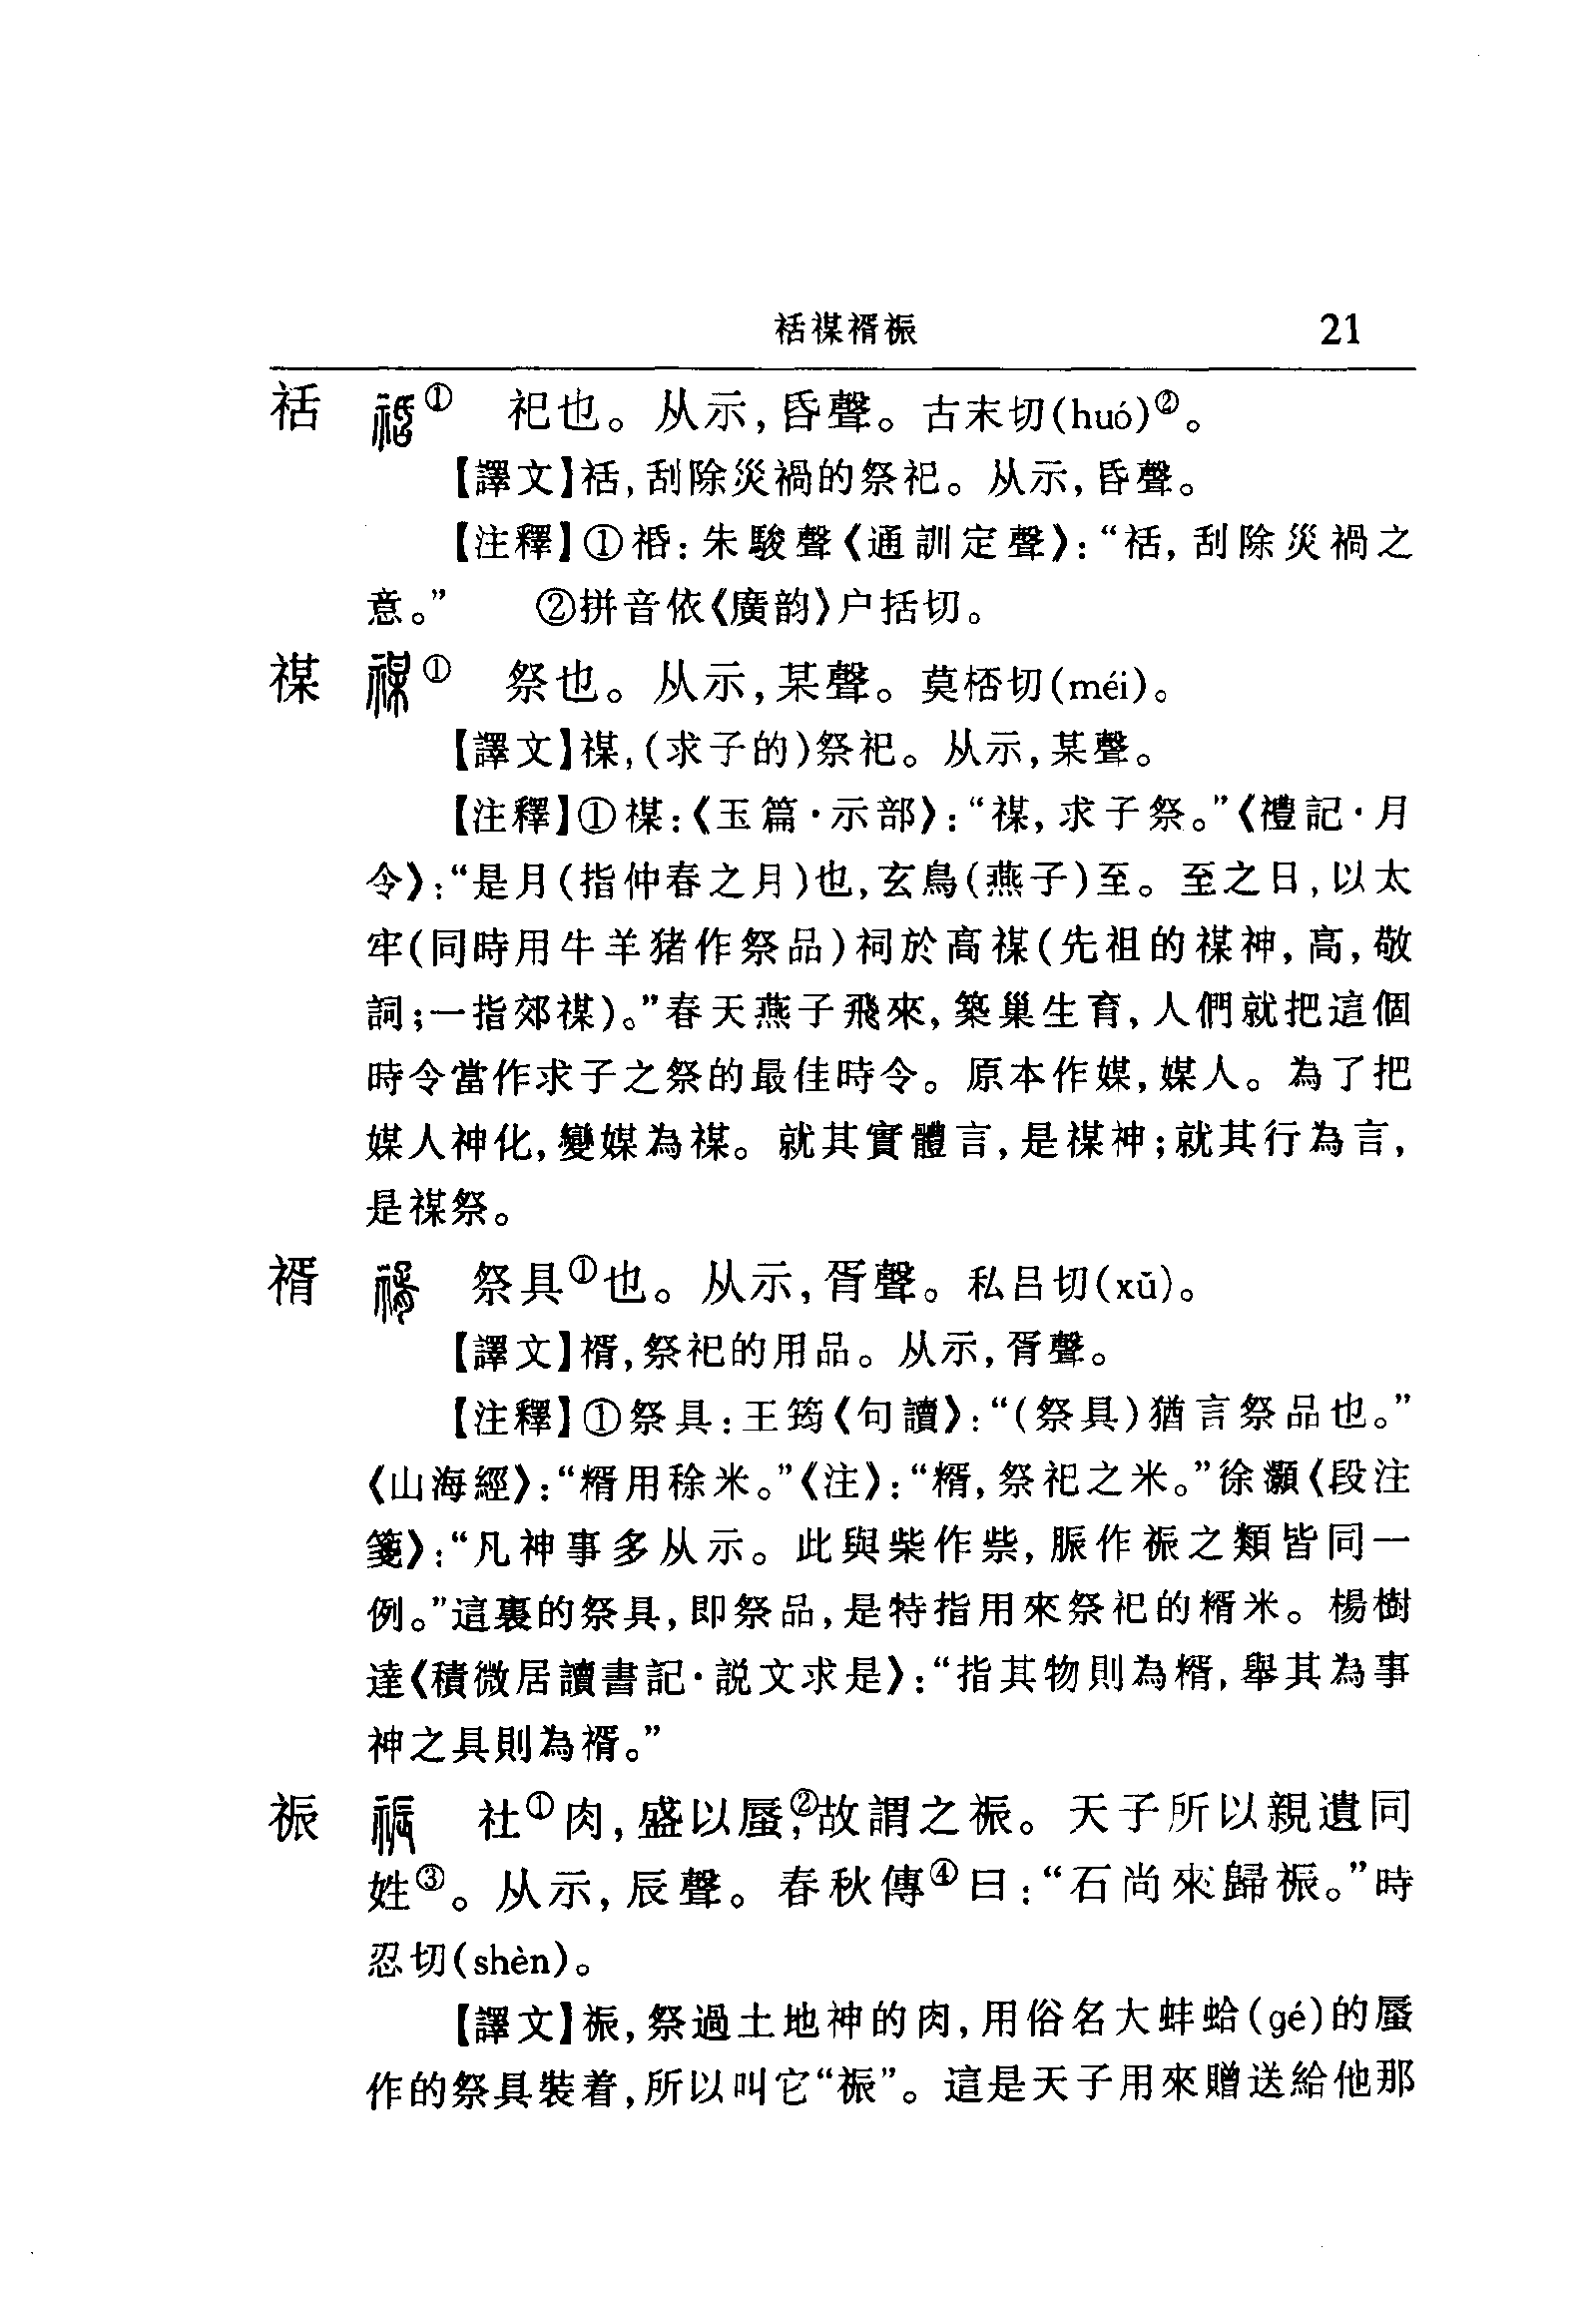 祮禖禠祳 21
祮 ① 祀也。从示,昏聲。古末切(huó)②。
【譯文】祮,刮除災禍的祭祀。从示,昏聲。
【注釋】①䄆:朱駿聲《通訓定聲》:“祮,刮除災禍之
意。” ②拼音依《廣韵》户括切。
禖 ① 祭也。从示,某聲。莫桮切(méi)。
【譯文】禖,(求子的)祭祀。从示,某聲。
【注釋】①禖:《玉篇·示部》:“禖,求子祭。”《禮記·月
令》:“是月(指仲春之月)也,玄鳥(燕子)至。至之日,以太
牢(同時用牛羊猪作祭品)祠於高禖(先祖的禖神,高,敬
詞;一指郊禖)。”春天燕子飛來,築巢生育,人們就把這個
時令當作求子之祭的最佳時令。原本作媒,媒人。為了把
媒人神化,變媒為禖。就其實體言,是禖神;就其行為言,
是禖祭。
䄔 祭具①也。从示,胥聲。私吕切(xǔ)。
【譯文】䄔,祭祀的用品。从示,胥聲。
【注釋】①祭具:王筠《句讀》:“(祭具)猶言祭品也。”
《山海經》:“糈用稌米。”《注》:“糈,祭祀之米。”徐灝《段注
箋》:“凡神事多从示。此與柴作祡,脤作祳之類皆同一
例。”這裏的祭具,即祭品,是特指用來祭祀的糈米。楊樹
達《積微居讀書記·説文求是》:“指其物則為糈,舉其為事
神之具則為䄔。”
祳 社①肉,盛以蜃②,故謂之祳。天子所以親遺同
姓③。从示,辰聲。春秋傳④曰:“石尚來歸祳。”時
忍切(shèn)。
【譯文】祳,祭過土地神的肉,用俗名大蚌蛤(gé)的蜃
作的祭具裝着,所以叫它“祳”。這是天子用來贈送給他那